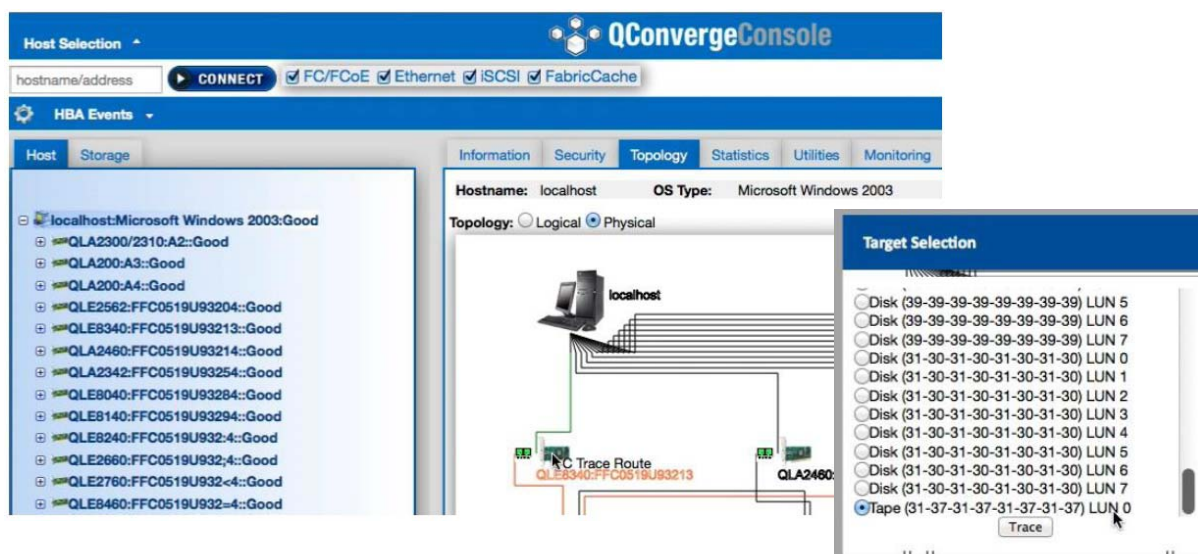 Host Selection
QConvergeConsole
hostname/address
CONNECT
FC/FCoE Ethernet iSCSI FabricCache
HBA Events
Host Storage
localhost:Microsoft Windows 2003:Good
QLA2300/2310:A2::Good
QLA200:A3::Good
QLA200:A4::Good
QLE2562:FFC0519U93204::Good
QLE8340:FFC0519U93213::Good
QLA2460:FFC0519U93214::Good
QLA2342:FFC0519U93254::Good
QLE8040:FFC0519U93284::Good
QLE8140:FFC0519U93294::Good
QLE8240:FFC0519U932:4::Good
QLE2660:FFC0519U932;4::Good
QLE2760:FFC0519U932<4::Good
QLE8460:FFC0519U932=4::Good
Information Security Topology Statistics Utilities Monitoring
Hostname: localhost OS Type: Microsoft Windows 2003
Topology: Logical Physical
localhost
Trace Route
QLE8340:FFC0519U93213
QLA2460:
Target Selection
Disk (39-39-39-39-39-39-39-39) LUN 5
Disk (39-39-39-39-39-39-39-39) LUN 6
Disk (39-39-39-39-39-39-39-39) LUN 7
Disk (31-30-31-30-31-30-31-30) LUN 0
Disk (31-30-31-30-31-30-31-30) LUN 1
Disk (31-30-31-30-31-30-31-30) LUN 2
Disk (31-30-31-30-31-30-31-30) LUN 3
Disk (31-30-31-30-31-30-31-30) LUN 4
Disk (31-30-31-30-31-30-31-30) LUN 5
Disk (31-30-31-30-31-30-31-30) LUN 6
Disk (31-30-31-30-31-30-31-30) LUN 7
Tape (31-37-31-37-31-37-31-37) LUN 0
Trace